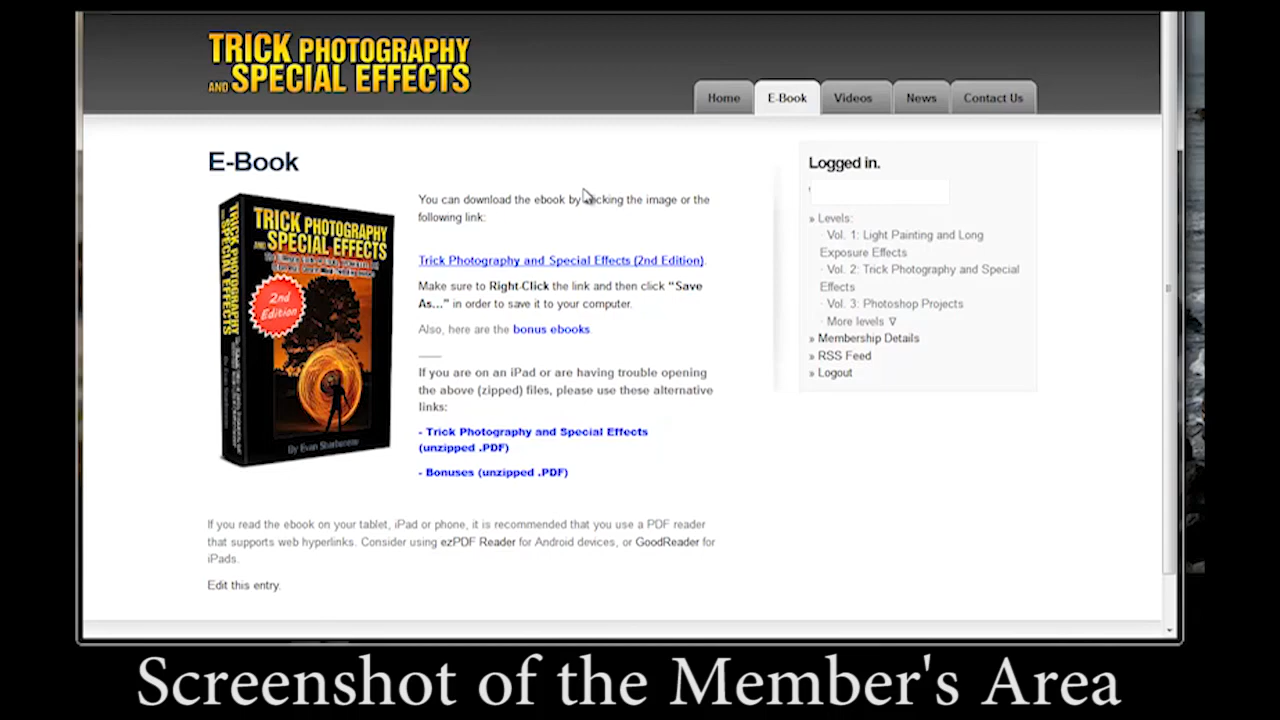 TRICK PHOTOGRAPHY
AND SPECIAL EFFECTS
Home
E-Book
Videos
News
Contact Us
E-Book
TRICK PHOTOGRAPHY
AND SPECIAL EFFECTS
TRICK PHOTOGRAPHY
AND SPECIAL EFFECTS
2nd
Edition
By Evan Sharboneau
You can download the ebook by clicking the image or the
following link:
Trick Photography and Special Effects (2nd Edition).
Make sure to Right-Click the link and then click “Save
As…” in order to save it to your computer.
Also, here are the bonus ebooks.
If you are on an iPad or are having trouble opening
the above (zipped) files, please use these alternative
links:
- Trick Photography and Special Effects
(unzipped .PDF)
- Bonuses (unzipped .PDF)
If you read the ebook on your tablet, iPad or phone, it is recommended that you use a PDF reader
that supports web hyperlinks. Consider using ezPDF Reader for Android devices, or GoodReader for
iPads.
Edit this entry.
Logged in.
» Levels:
· Vol. 1: Light Painting and Long
Exposure Effects
· Vol. 2: Trick Photography and Special
Effects
· Vol. 3: Photoshop Projects
· More levels ∇
» Membership Details
» RSS Feed
» Logout
Screenshot of the Member's Area